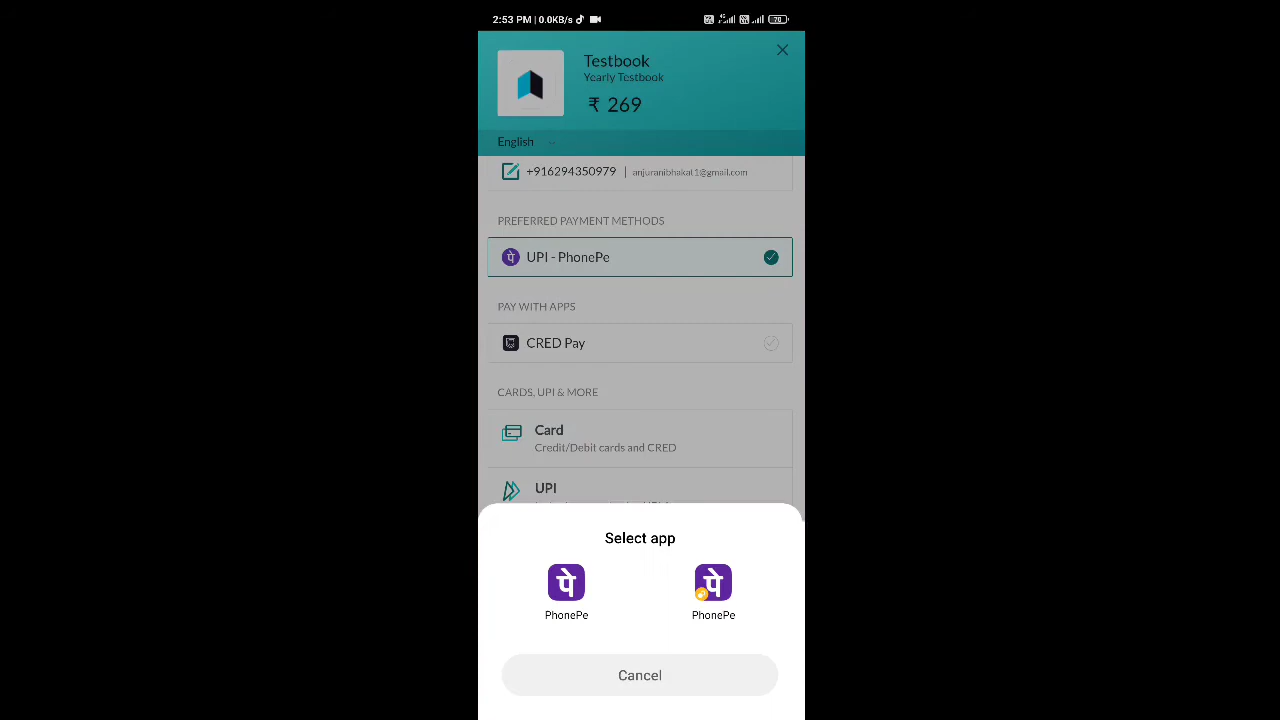 2:53 PM | 0.0KB/s
78
Testbook
Yearly Testbook
₹ 269
English
+916294350979 | anjuranibhakat1@gmail.com
PREFERRED PAYMENT METHODS
पे UPI - PhonePe
PAY WITH APPS
CRED Pay
CARDS, UPI & MORE
Card
Credit/Debit cards and CRED
UPI
Select app
पे पे
PhonePe PhonePe
Cancel